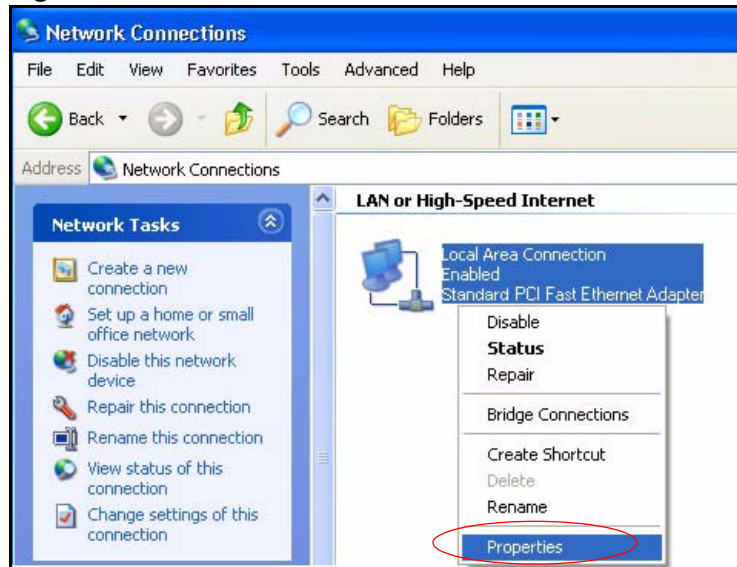 Network Connections
File Edit View Favorites Tools Advanced Help
Back Search Folders
Address Network Connections
Network Tasks
Create a new
connection
Set up a home or small
office network
Disable this network
device
Repair this connection
Rename this connection
View status of this
connection
Change settings of this
connection
LAN or High-Speed Internet
Local Area Connection
Enabled
Standard PCI Fast Ethernet Adapter
Disable
Status
Repair
Bridge Connections
Create Shortcut
Delete
Rename
Properties